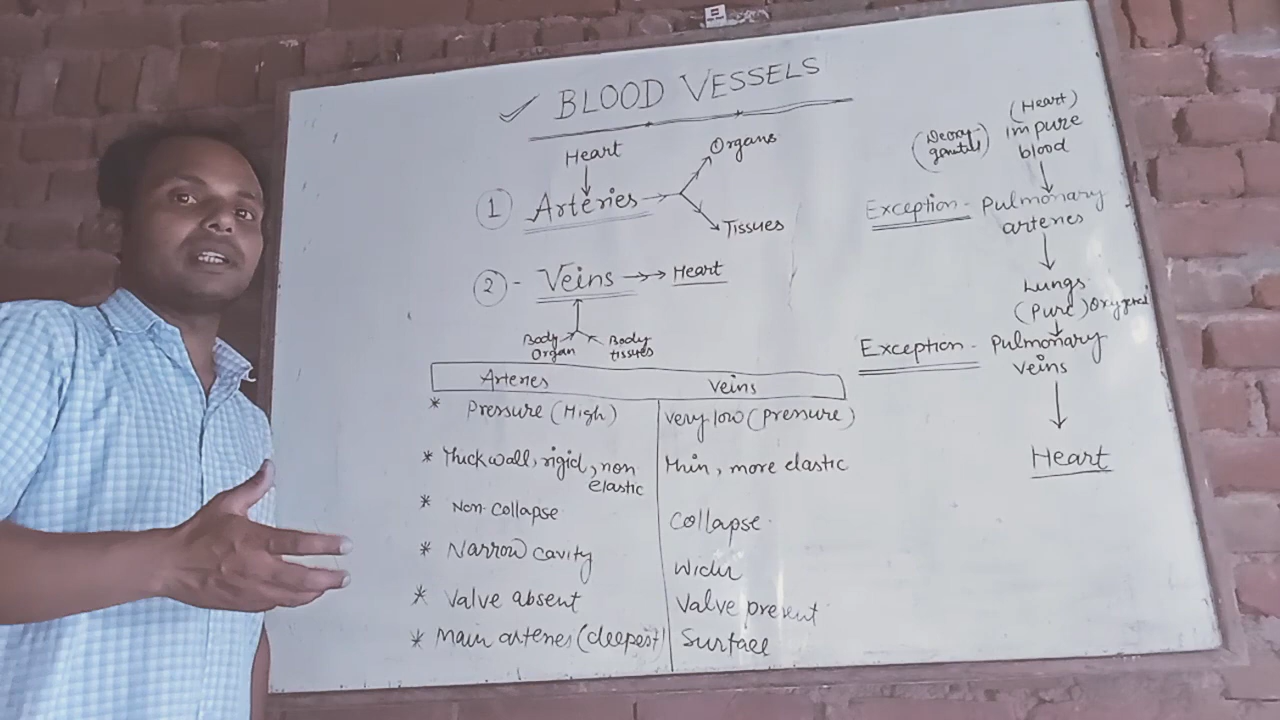 ✓ BLOOD VESSELS
Heart
① Arteries → Organs
Tissues
② - Veins →→ Heart
Body Organ
Body tissues
Arteries Veins
* Pressure (High) Very low (pressure)
* Thick wall, rigid, non elastic Thin, more elastic
* Non-Collapse Collapse
* Narrow cavity Wider
* Valve absent Valve present
* Main arteries (deepest) Surface
(Heart)
(Deoxy-
genated) impure
blood
Exception - Pulmonary
arteries
Lungs
(Pure)
Exception - Pulmonary
veins
Heart